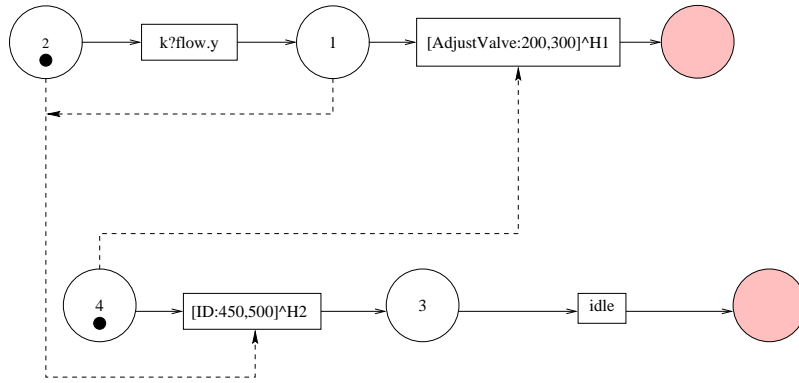 2
k?flow.y
1
[AdjustValve:200,300]^H1
4
[ID:450,500]^H2
3
idle